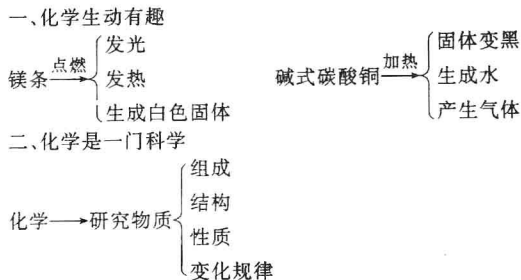 一、化学生动有趣
镁条 点燃 发光
发热
生成白色固体
碱式碳酸铜 加热 固体变黑
生成水
产生气体
二、化学是一门科学
化学 研究物质 组成
结构
性质
变化规律